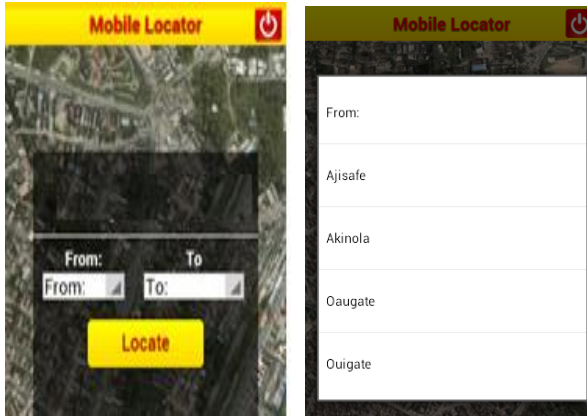 Mobile Locator
From: To
From: To:
Locate
Mobile Locator
From:
Ajisafe
Akinola
Oaugate
Ouigate